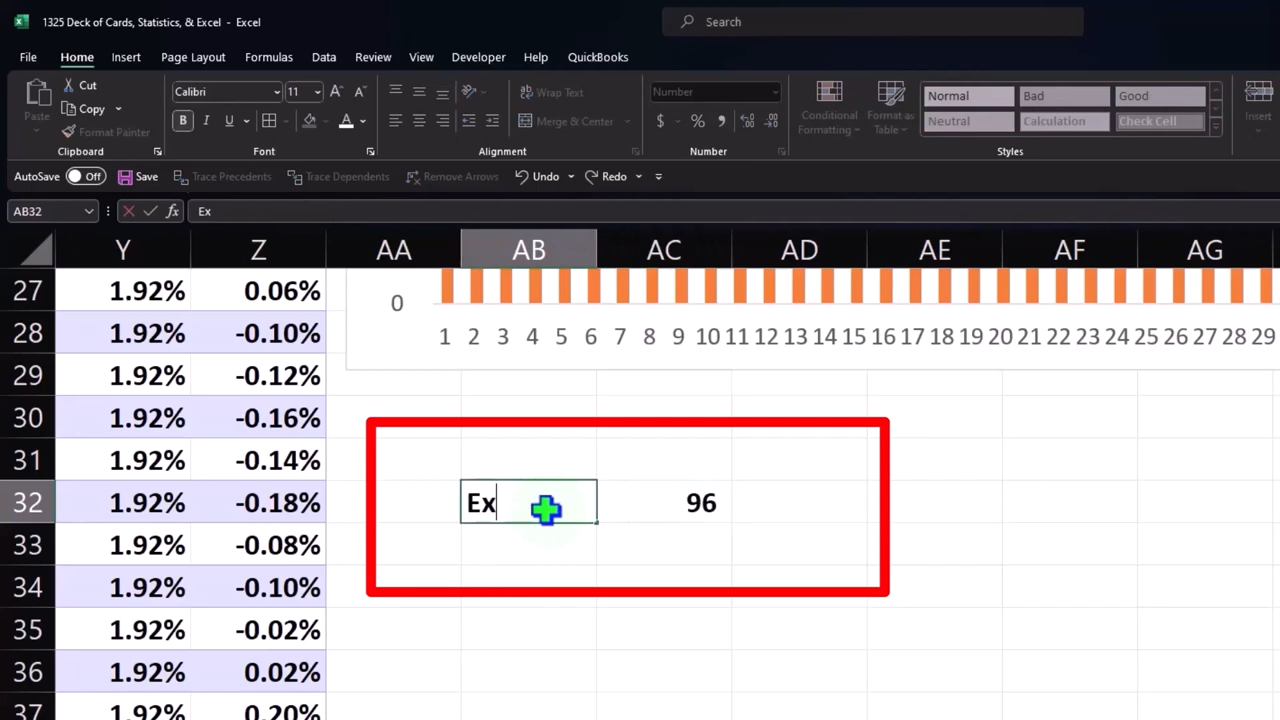 1325 Deck of Cards, Statistics, & Excel - Excel
Search
File Home Insert Page Layout Formulas Data Review View Developer Help QuickBooks
Paste
Cut
Copy
Format Painter
Clipboard
Calibri 11
B I U
Font
Wrap Text
Merge & Center
Alignment
Number
$ % ,
Number
Conditional Formatting
Format as Table
Normal Bad Good
Neutral Calculation Check Cell
Styles
Insert
AutoSave Off Save Trace Precedents Trace Dependents Remove Arrows Undo Redo
AB32 fx Ex
Y Z AA AB AC AD AE AF AG
27 1.92% 0.06%
0
28 1.92% -0.10%
1 2 3 4 5 6 7 8 9 10 11 12 13 14 15 16 17 18 19 20 21 22 23 24 25 26 27 28 29
29 1.92% -0.12%
30 1.92% -0.16%
31 1.92% -0.14%
32 1.92% -0.18% Ex 96
33 1.92% -0.08%
34 1.92% -0.10%
35 1.92% -0.02%
36 1.92% 0.02%
37 1.92% 0.20%